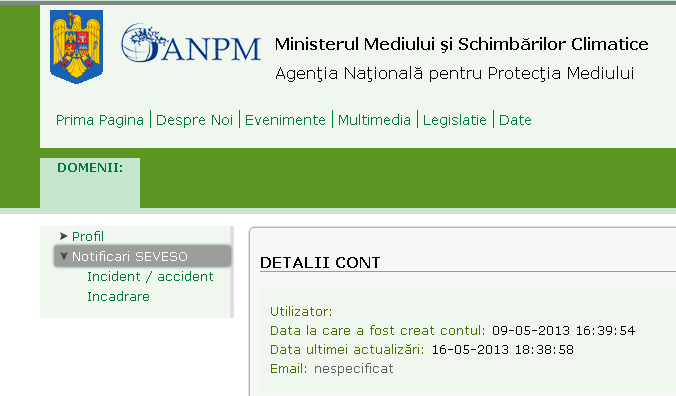 ANPM
Ministerul Mediului şi Schimbărilor Climatice
Agenţia Naţională pentru Protecţia Mediului
Prima Pagina | Despre Noi | Evenimente | Multimedia | Legislatie | Date
DOMENII:
Profil
Notificari SEVESO
Incident / accident
Incadrare
DETALII CONT
Utilizator:
Data la care a fost creat contul: 09-05-2013 16:39:54
Data ultimei actualizări: 16-05-2013 18:38:58
Email: nespecificat